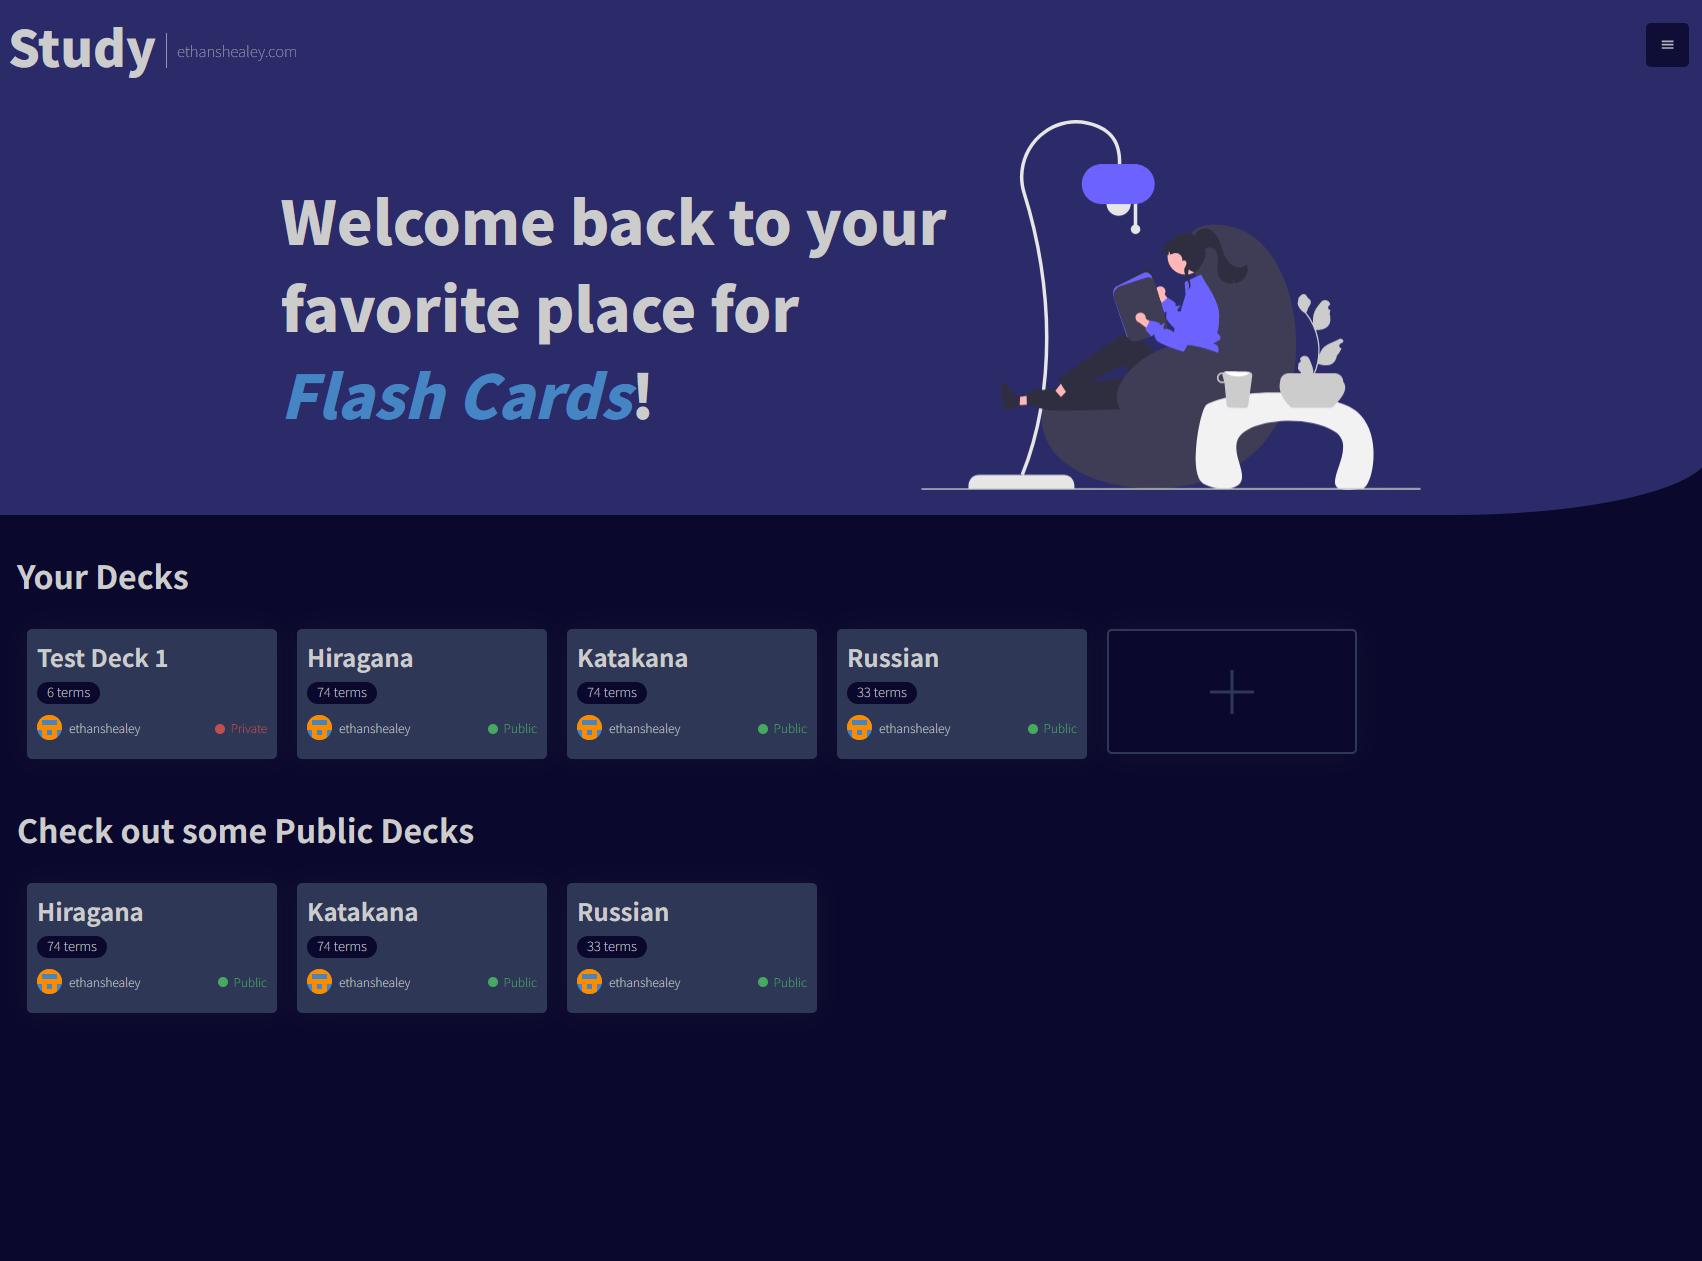 Study
ethanshealey.com
Welcome back to your
favorite place for
Flash Cards!
Your Decks
Test Deck 1
6 terms
ethanshealey
Private
Hiragana
74 terms
ethanshealey
Public
Katakana
74 terms
ethanshealey
Public
Russian
33 terms
ethanshealey
Public
Check out some Public Decks
Hiragana
74 terms
ethanshealey
Public
Katakana
74 terms
ethanshealey
Public
Russian
33 terms
ethanshealey
Public